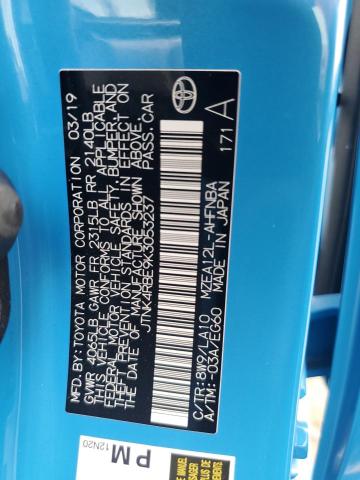 MFD.BY:TOYOTA MOTOR CORPORATION 03/19
GVWR 4065LB GAWR FR 2315LB RR 2140LB
THIS VEHICLE CONFORMS TO ALL APPLICABLE
FEDERAL MOTOR VEHICLE SAFETY, BUMPER, AND
THEFT PREVENTION STANDARDS IN EFFECT ON
THE DATE OF MANUFACTURE SHOWN ABOVE.
JTNK4RBE5K3053237 PASS.CAR
C/TR:8W9/LA10 MZEA12L-AHFNBA
A/TM:-03A/EG60 MADE IN JAPAN
TOYOTA
171 A
PM
12N20